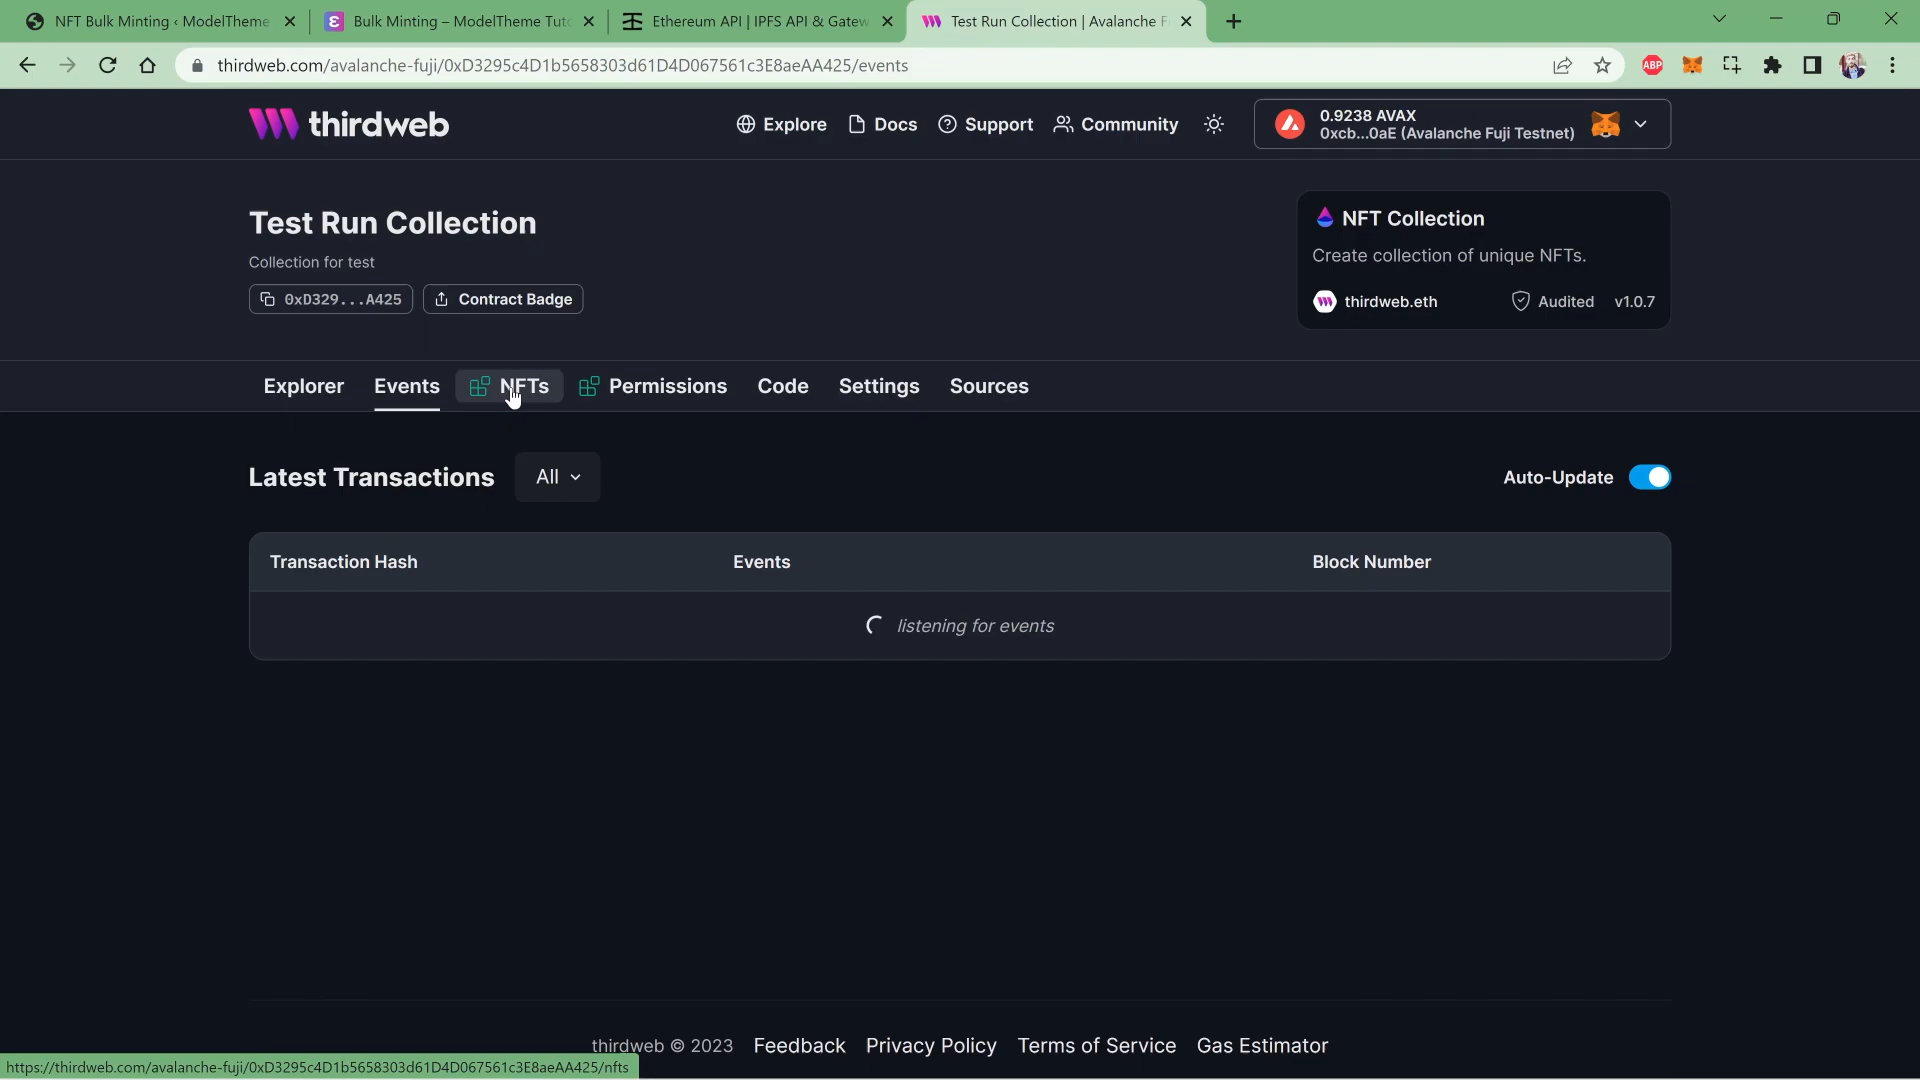 NFT Bulk Minting ‹ ModelTheme
Bulk Minting – ModelTheme Tut
Ethereum API | IPFS API & Gatew
Test Run Collection | Avalanche F
thirdweb.com/avalanche-fuji/0xD3295c4D1b5658303d61D4D067561c3E8aeAA425/events
ABP
thirdweb
Explore
Docs
Support
Community
0.9238 AVAX
0xcb...0aE (Avalanche Fuji Testnet)
Test Run Collection
Collection for test
0xD329...A425
Contract Badge
NFT Collection
Create collection of unique NFTs.
thirdweb.eth
Audited
v1.0.7
Explorer
Events
NFTs
Permissions
Code
Settings
Sources
Latest Transactions
All
Auto-Update
Transaction Hash
Events
Block Number
listening for events
thirdweb © 2023
Feedback
Privacy Policy
Terms of Service
Gas Estimator
https://thirdweb.com/avalanche-fuji/0xD3295c4D1b5658303d61D4D067561c3E8aeAA425/nfts